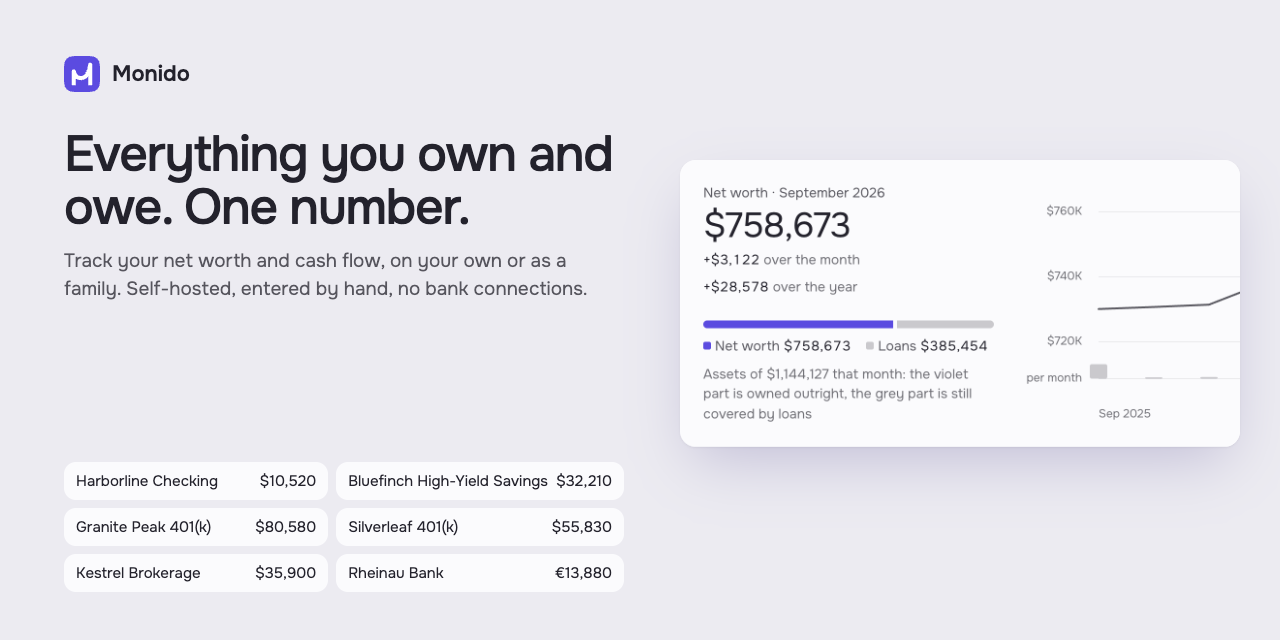 Monido
Everything you own and
owe. One number.
Track your net worth and cash flow, on your own or as a
family. Self-hosted, entered by hand, no bank connections.
Harborline Checking $10,520
Bluefinch High-Yield Savings $32,210
Granite Peak 401(k) $80,580
Silverleaf 401(k) $55,830
Kestrel Brokerage $35,900
Rheinau Bank €13,880
Net worth · September 2026
$758,673
+$3,122 over the month
+$28,578 over the year
Net worth $758,673 Loans $385,454
Assets of $1,144,127 that month: the violet
part is owned outright, the grey part is still
covered by loans
$760K
$740K
$720K
per month
Sep 2025